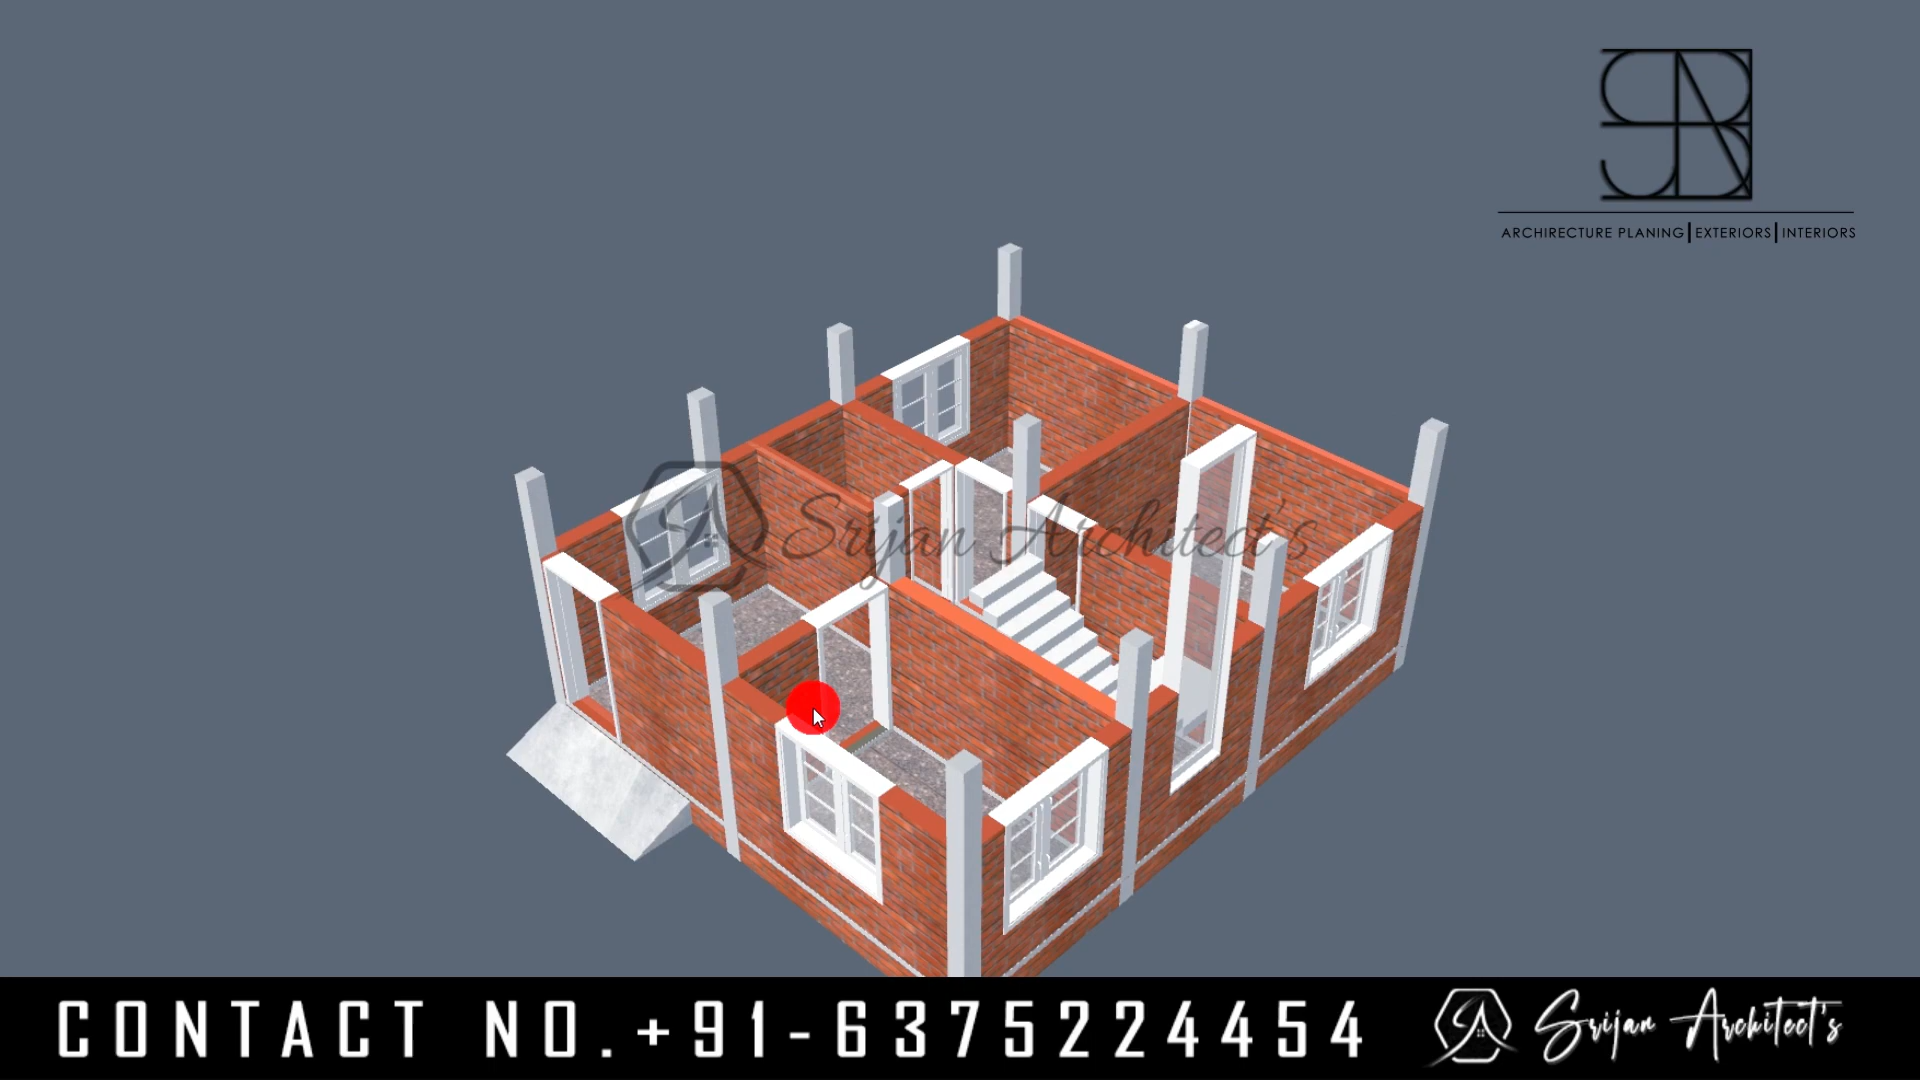 ARCHIRECTURE PLANING|EXTERIORS|INTERIORS
Srijan Architect's
CONTACT NO.+91-6375224454
Srijan Architect's